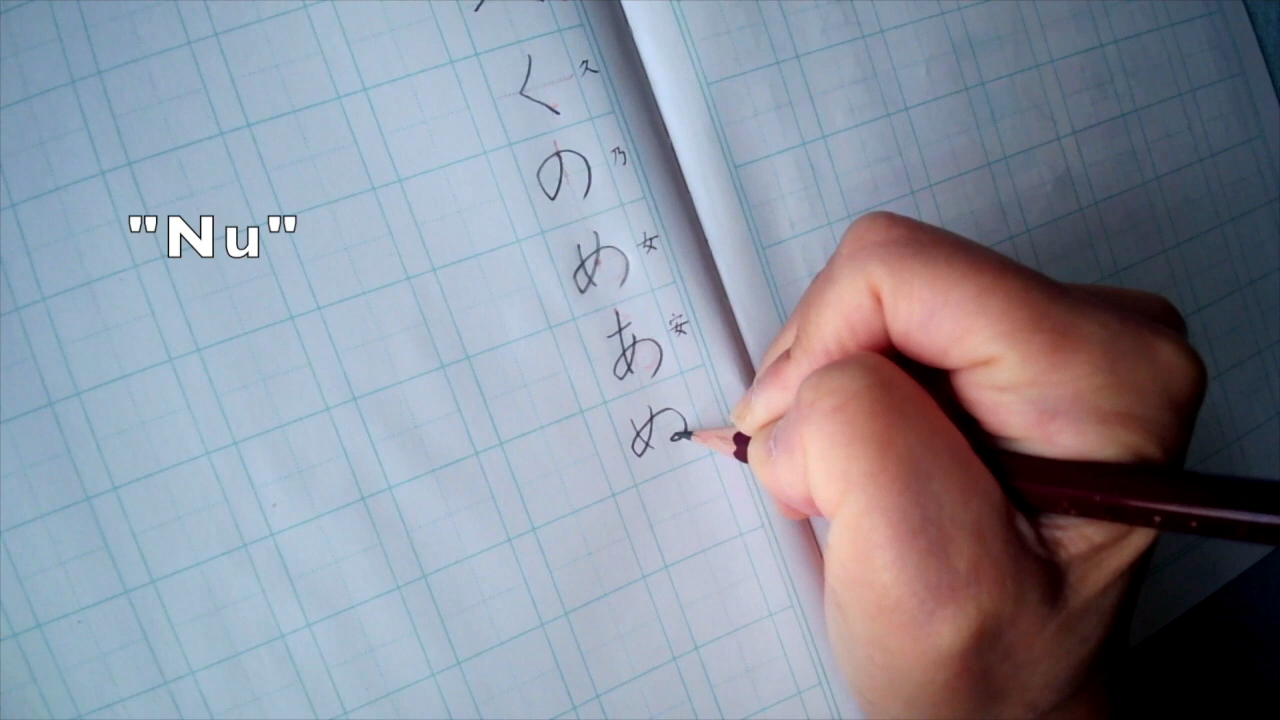 "Nu"
く 久
の 乃
め 女
あ 安
ぬ